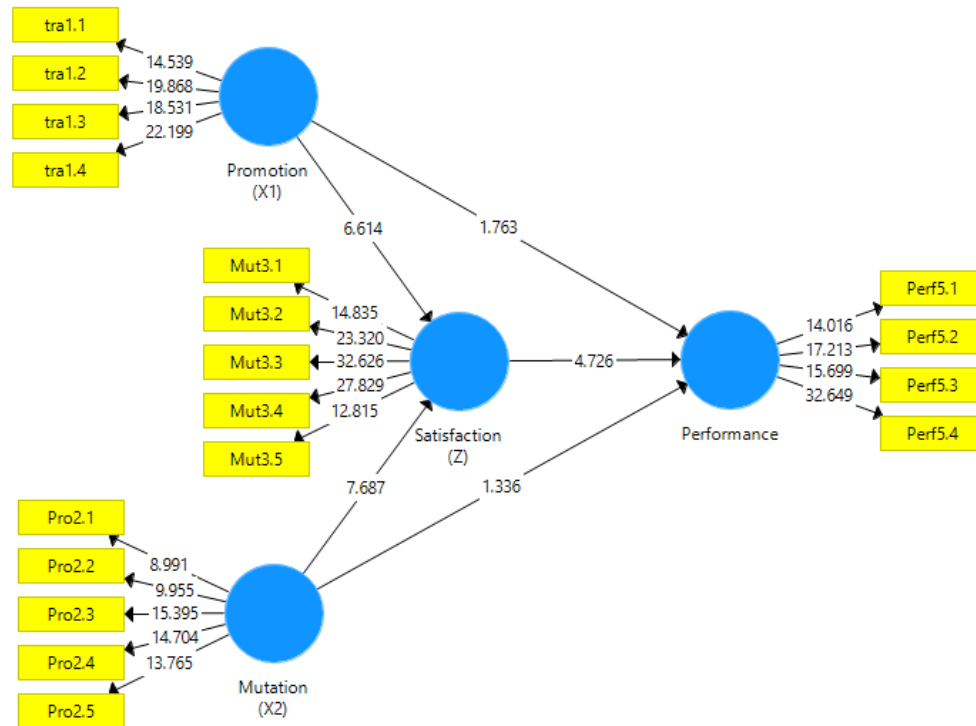 tra1.1
tra1.2
tra1.3
tra1.4
14.539
19.868
18.531
22.199
Promotion
(X1)
6.614
1.763
Mut3.1
Mut3.2
Mut3.3
Mut3.4
Mut3.5
14.835
23.320
32.626
27.829
12.815
Satisfaction
(Z)
4.726
Perf5.1
Perf5.2
Perf5.3
Perf5.4
14.016
17.213
15.699
32.649
Performance
7.687
1.336
Pro2.1
Pro2.2
Pro2.3
Pro2.4
Pro2.5
8.991
9.955
15.395
14.704
13.765
Mutation
(X2)